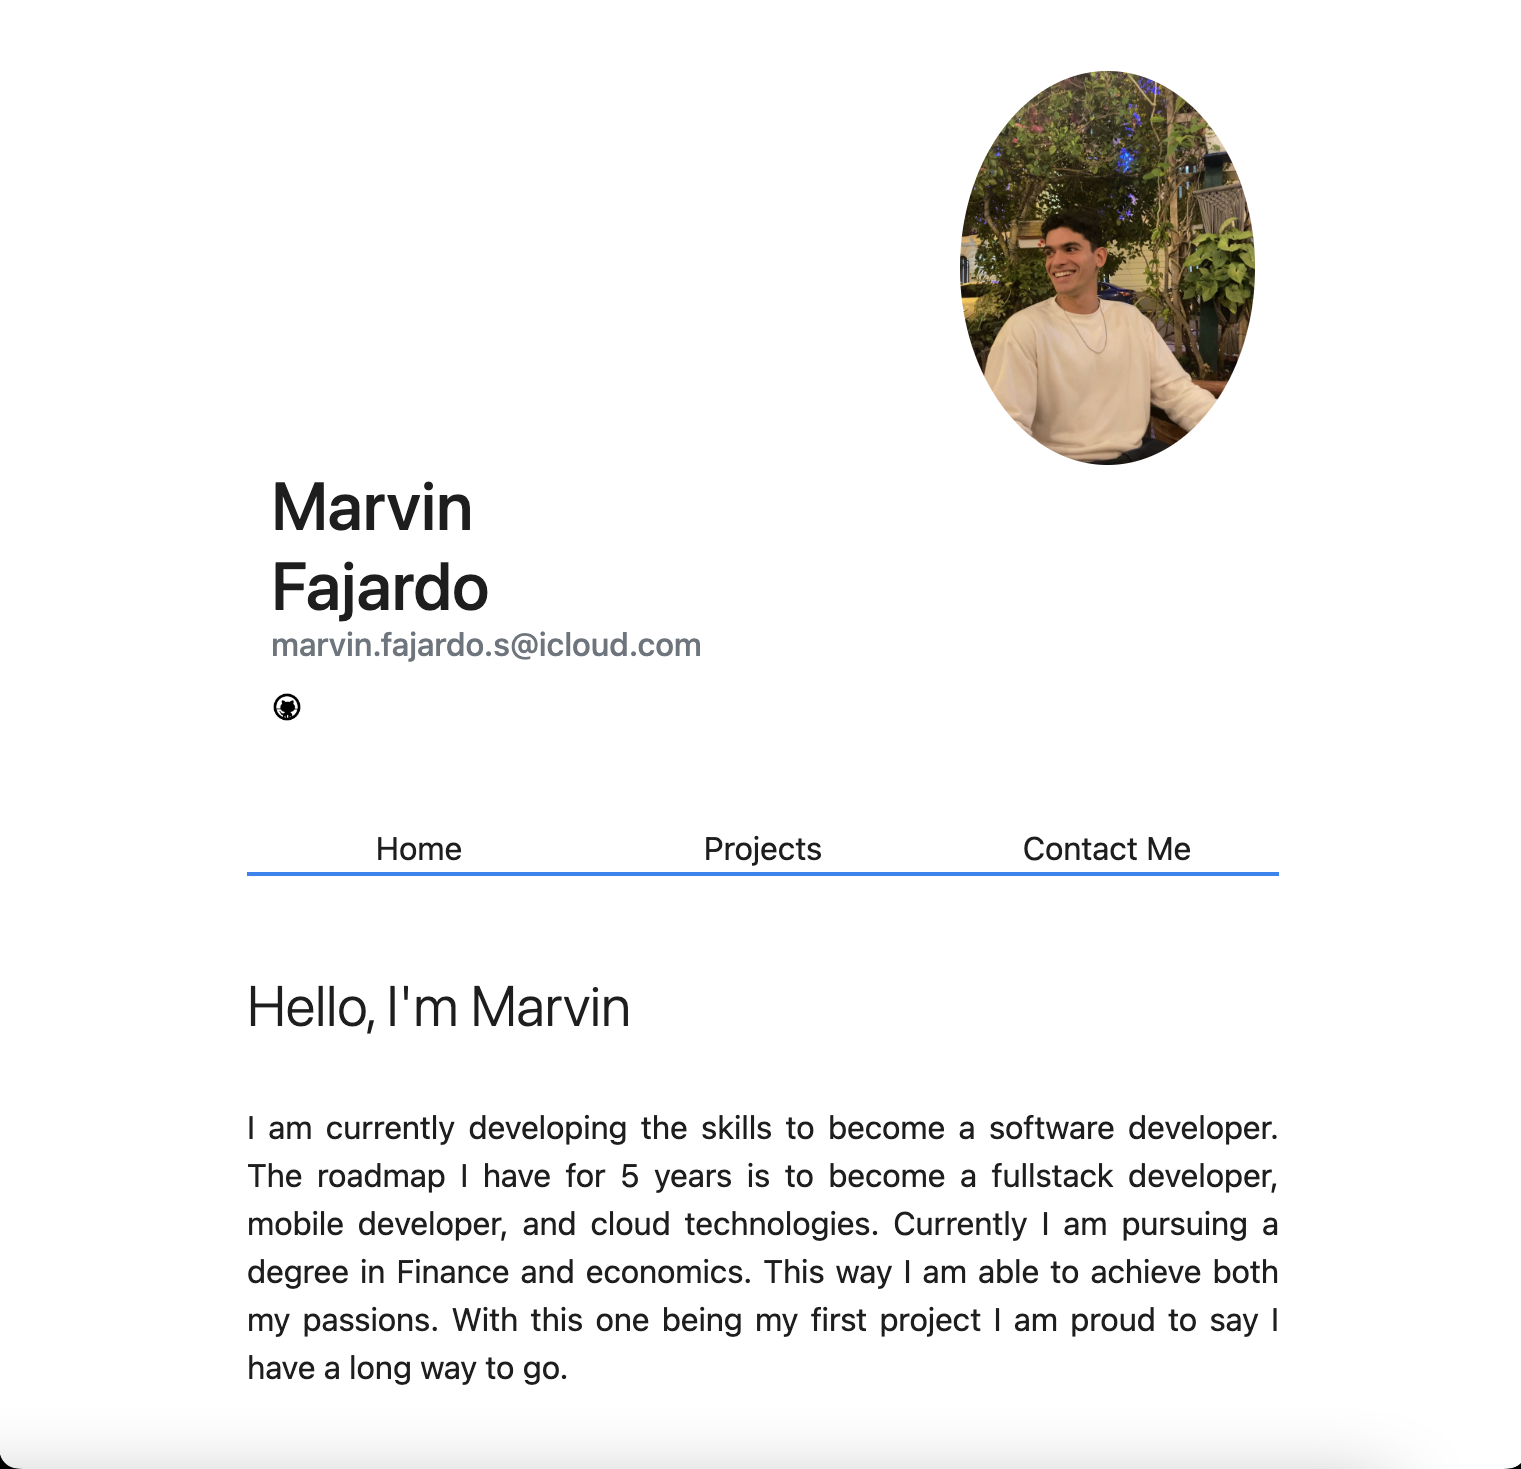 Marvin
Fajardo
marvin.fajardo.s@icloud.com
Home Projects Contact Me
Hello, I'm Marvin
I am currently developing the skills to become a software developer.
The roadmap I have for 5 years is to become a fullstack developer,
mobile developer, and cloud technologies. Currently I am pursuing a
degree in Finance and economics. This way I am able to achieve both
my passions. With this one being my first project I am proud to say I
have a long way to go.